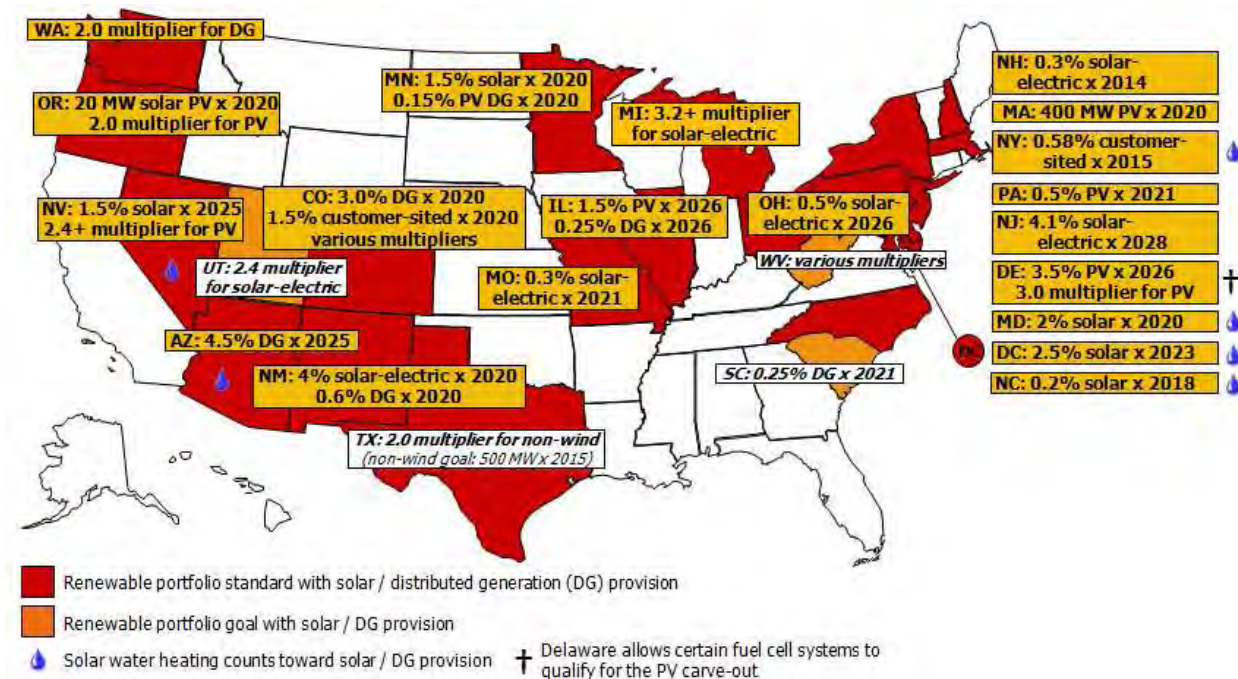 WA: 2.0 multiplier for DG
OR: 20 MW solar PV x 2020
2.0 multiplier for PV
NV: 1.5% solar x 2025
2.4+ multiplier for PV
UT: 2.4 multiplier
for solar-electric
AZ: 4.5% DG x 2025
MN: 1.5% solar x 2020
0.15% PV DG x 2020
CO: 3.0% DG x 2020
1.5% customer-sited x 2020
various multipliers
NM: 4% solar-electric x 2020
0.6% DG x 2020
TX: 2.0 multiplier for non-wind
(non-wind goal: 500 MW x 2015)
MI: 3.2+ multiplier
for solar-electric
IL: 1.5% PV x 2026
0.25% DG x 2026
MO: 0.3% solar-
electric x 2021
OH: 0.5% solar-
electric x 2026
WV: various multipliers
SC: 0.25% DG x 2021
DC
NH: 0.3% solar-
electric x 2014
MA: 400 MW PV x 2020
NY: 0.58% customer-
sited x 2015
PA: 0.5% PV x 2021
NJ: 4.1% solar-
electric x 2028
DE: 3.5% PV x 2026
3.0 multiplier for PV
†
MD: 2% solar x 2020
DC: 2.5% solar x 2023
NC: 0.2% solar x 2018
Renewable portfolio standard with solar / distributed generation (DG) provision
Renewable portfolio goal with solar / DG provision
Solar water heating counts toward solar / DG provision
† Delaware allows certain fuel cell systems to
qualify for the PV carve-out